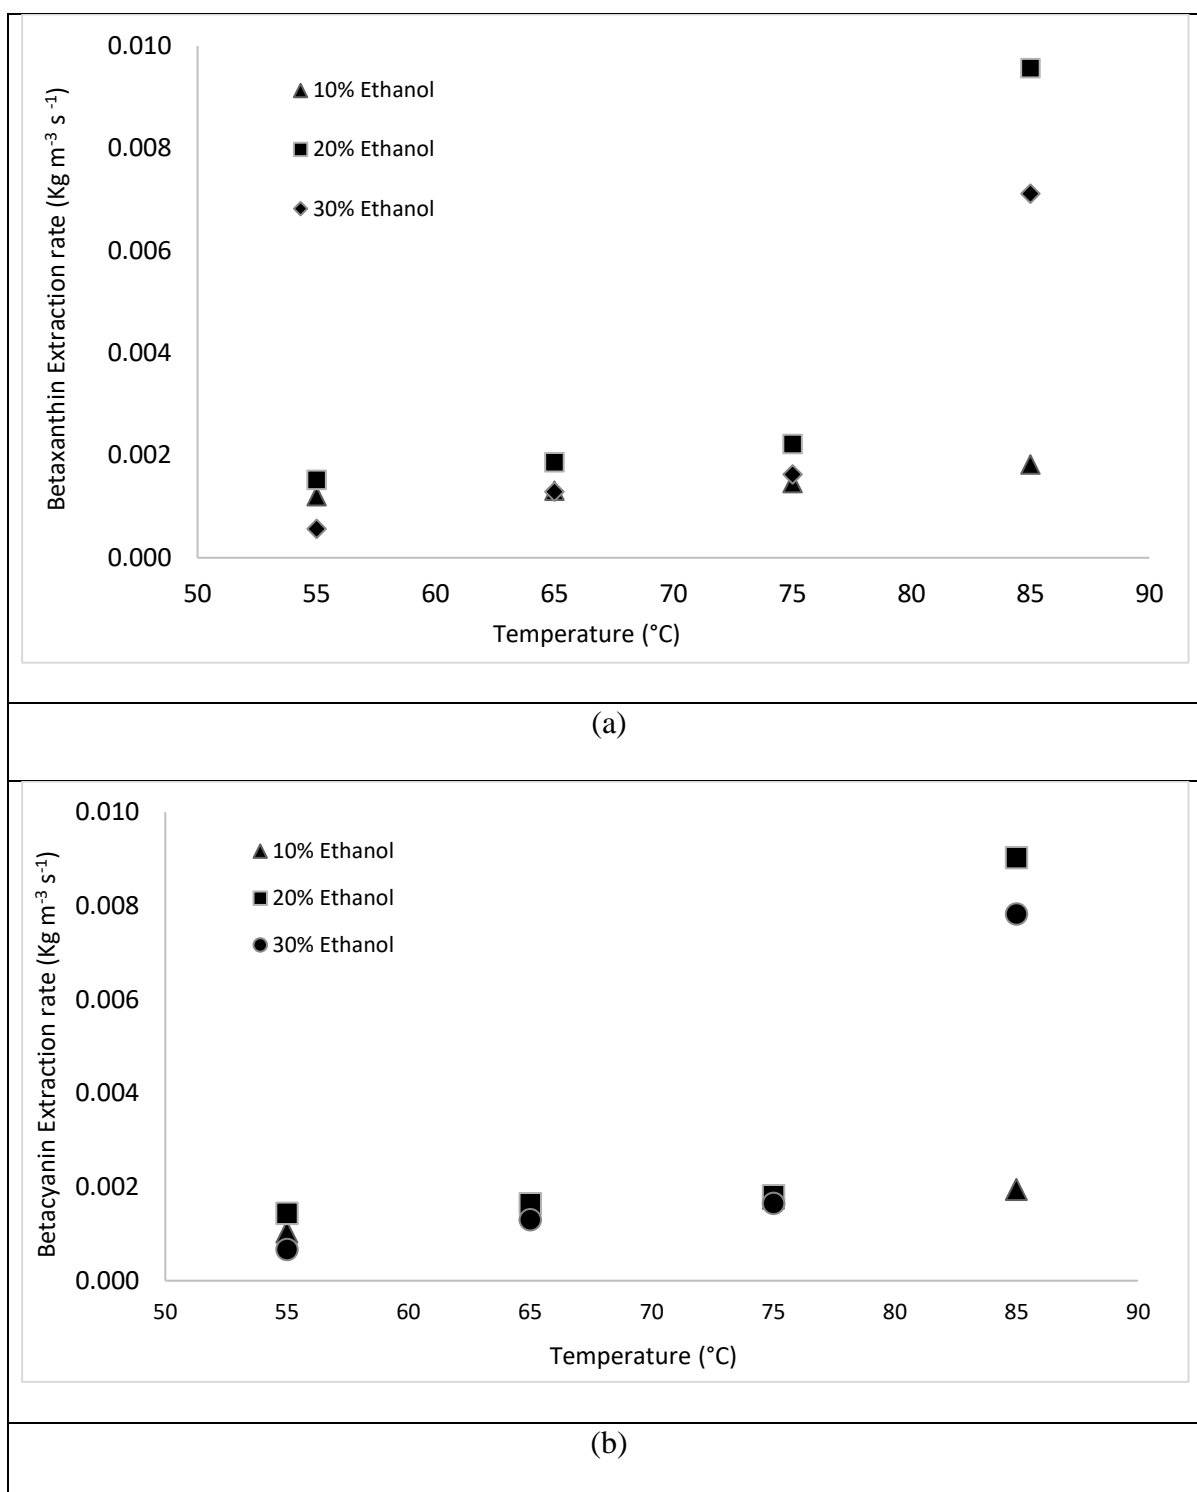 0.010
10% Ethanol
0.008
20% Ethanol
30% Ethanol
0.006
0.004
0.002
0.000
Betaxanthin Extraction rate (Kg m-3 s -1)
50 55 60 65 70 75 80 85 90
Temperature (°C)
(a)
0.010
10% Ethanol
0.008
20% Ethanol
30% Ethanol
0.006
0.004
0.002
0.000
Betacyanin Extraction rate (Kg m-3 s-1)
50 55 60 65 70 75 80 85 90
Temperature (°C)
(b)